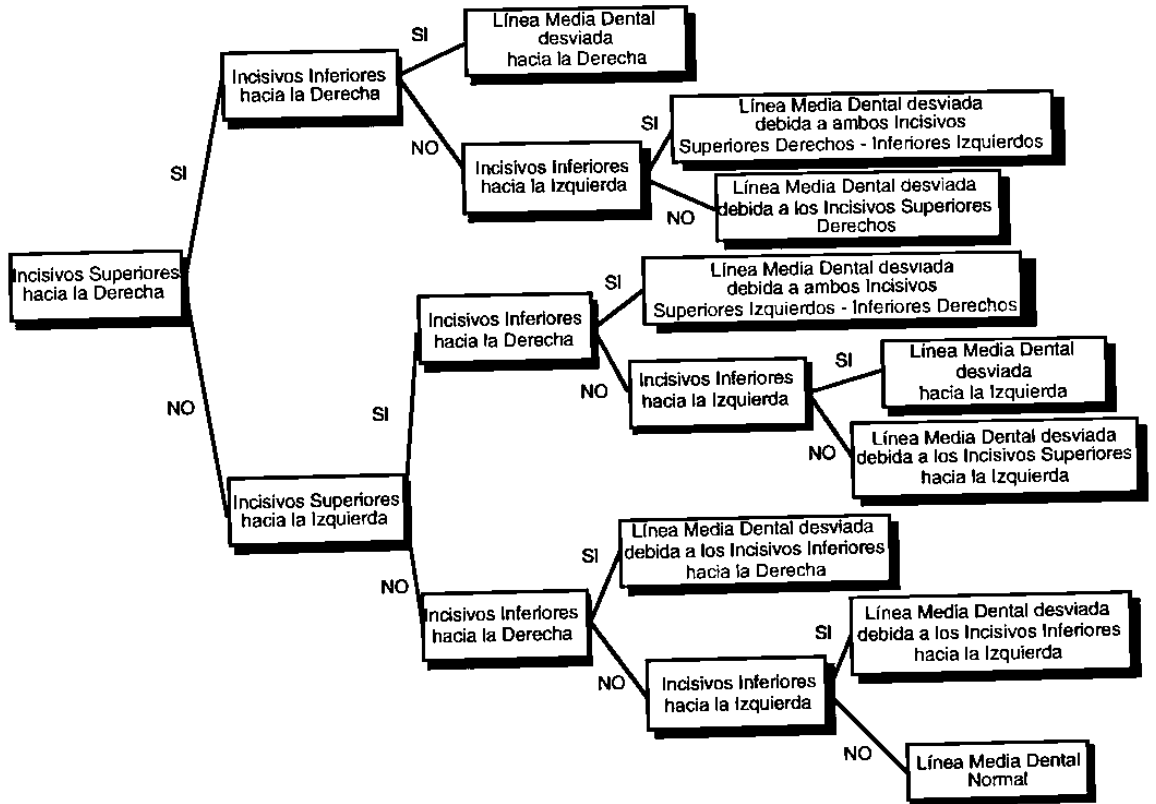 SI
Línea Media Dental
desviada
hacia la Derecha
Incisivos Inferiores
hacia la Derecha
SI
NO
Incisivos Inferiores
hacia la Izquierda
SI
Línea Media Dental desviada
debida a ambos Incisivos
Superiores Derechos - Inferiores Izquierdos
NO
Línea Media Dental desviada
debida a los Incisivos Superiores
Derechos
Incisivos Superiores
hacia la Derecha
NO
Incisivos Superiores
hacia la Izquierda
SI
Incisivos Inferiores
hacia la Derecha
SI
Línea Media Dental desviada
debida a ambos Incisivos
Superiores Izquierdos - Inferiores Derechos
NO
Incisivos Inferiores
hacia la Izquierda
SI
Línea Media Dental
desviada
hacia la Izquierda
NO
Línea Media Dental desviada
debida a los Incisivos Superiores
hacia la Izquierda
NO
Incisivos Inferiores
hacia la Derecha
SI
Línea Media Dental desviada
debida a los Incisivos Inferiores
hacia la Derecha
NO
Incisivos Inferiores
hacia la Izquierda
SI
Línea Media Dental desviada
debida a los Incisivos Inferiores
hacia la Izquierda
NO
Línea Media Dental
Normal